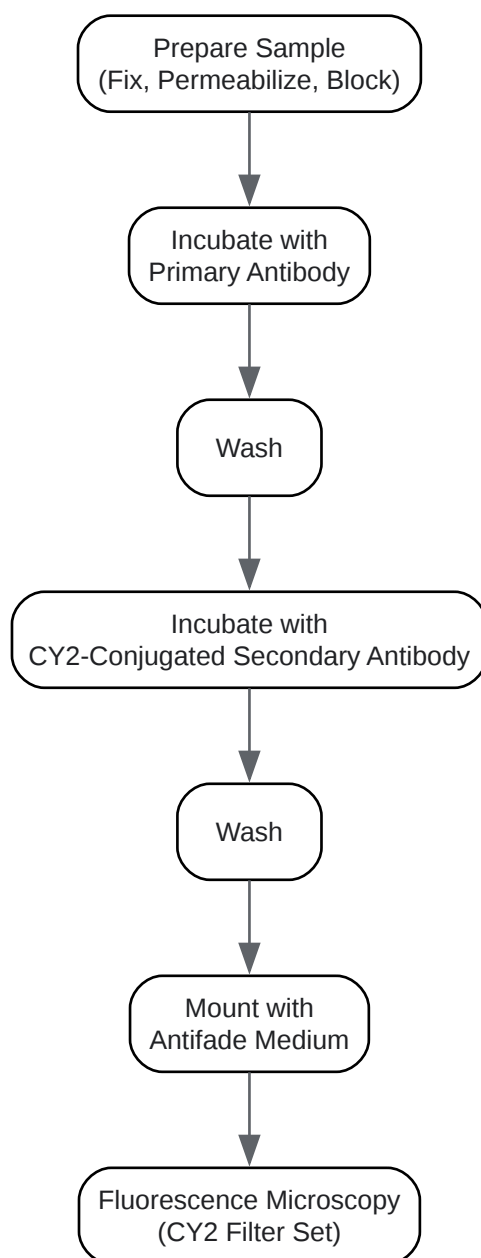 Prepare Sample
(Fix, Permeabilize, Block)
Incubate with
Primary Antibody
Wash
Incubate with
CY2-Conjugated Secondary Antibody
Wash
Mount with
Antifade Medium
Fluorescence Microscopy
(CY2 Filter Set)